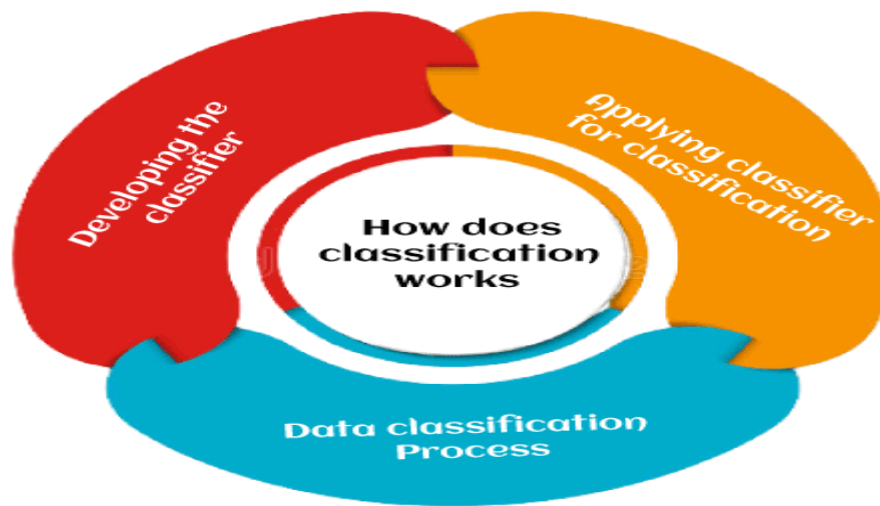 How does
classification
works
Developing the
classifier
Applying classifier
for classification
Data classification
Process